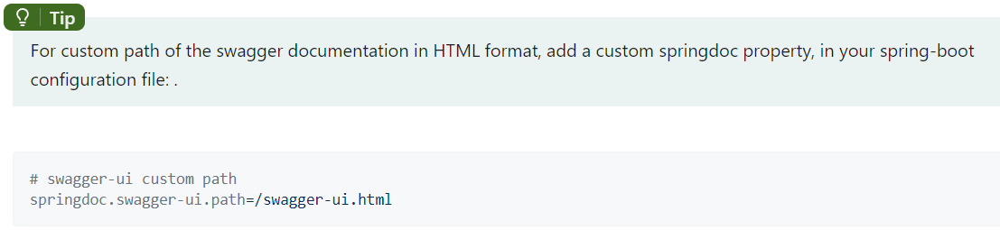 Tip
For custom path of the swagger documentation in HTML format, add a custom springdoc property, in your spring-boot
configuration file: .
# swagger-ui custom path
springdoc.swagger-ui.path=/swagger-ui.html